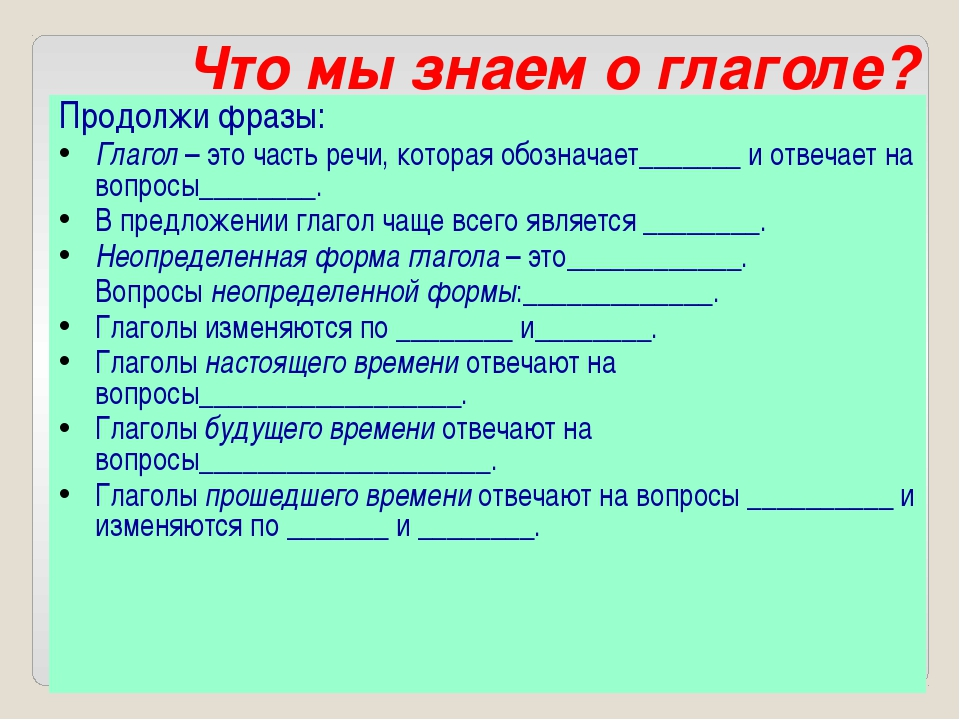 Что мы знаем о глаголе?
Продолжи фразы:
• Глагол – это часть речи, которая обозначает_______ и отвечает на
вопросы________.
• В предложении глагол чаще всего является ________.
• Неопределенная форма глагола – это____________.
Вопросы неопределенной формы:_____________.
• Глаголы изменяются по ________ и________.
• Глаголы настоящего времени отвечают на
вопросы__________________.
• Глаголы будущего времени отвечают на
вопросы____________________.
• Глаголы прошедшего времени отвечают на вопросы __________ и
изменяются по _______ и ________.